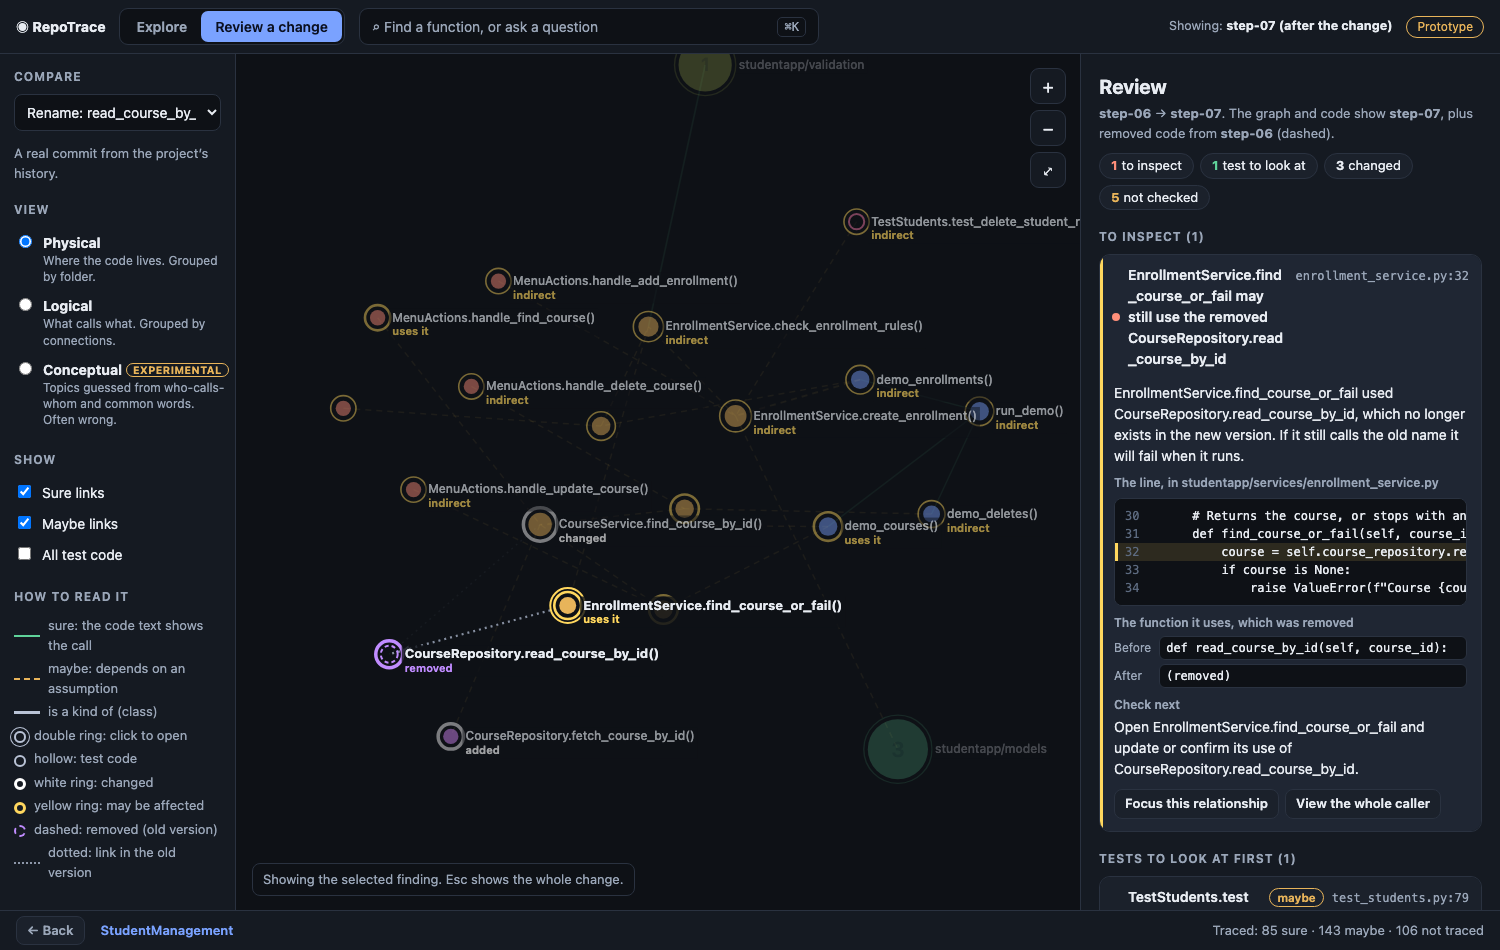 RepoTrace
Explore
Review a change
Find a function, or ask a question
⌘K
Showing: step-07 (after the change)
Prototype
COMPARE
Rename: read_course_by_
A real commit from the project's
history.
VIEW
Physical
Where the code lives. Grouped
by folder.
Logical
What calls what. Grouped by
connections.
Conceptual EXPERIMENTAL
Topics guessed from who-calls-
whom and common words.
Often wrong.
SHOW
Sure links
Maybe links
All test code
HOW TO READ IT
sure: the code text shows
the call
maybe: depends on an
assumption
is a kind of (class)
double ring: click to open
hollow: test code
white ring: changed
yellow ring: may be affected
dashed: removed (old version)
dotted: link in the old
version
1
studentapp/validation
+
−
TestStudents.test_delete_student_r
indirect
MenuActions.handle_add_enrollment()
indirect
MenuActions.handle_find_course()
uses it
EnrollmentService.check_enrollment_rules()
indirect
MenuActions.handle_delete_course()
indirect
demo_enrollments()
indirect
EnrollmentService.create_enrollment()
indirect
run_demo()
indirect
MenuActions.handle_update_course()
indirect
CourseService.find_course_by_id()
changed
demo_courses()
uses it
demo_deletes()
indirect
EnrollmentService.find_course_or_fail()
uses it
CourseRepository.read_course_by_id()
removed
CourseRepository.fetch_course_by_id()
added
3
studentapp/models
Showing the selected finding. Esc shows the whole change.
Review
step-06 → step-07. The graph and code show step-07, plus
removed code from step-06 (dashed).
1 to inspect
1 test to look at
3 changed
5 not checked
TO INSPECT (1)
EnrollmentService.find
_course_or_fail may
still use the removed
CourseRepository.read
_course_by_id
enrollment_service.py:32
EnrollmentService.find_course_or_fail used
CourseRepository.read_course_by_id, which no longer
exists in the new version. If it still calls the old name it
will fail when it runs.
The line, in studentapp/services/enrollment_service.py
30 # Returns the course, or stops with an
31 def find_course_or_fail(self, course_i
32 course = self.course_repository.re
33 if course is None:
34 raise ValueError(f"Course {cou
The function it uses, which was removed
Before def read_course_by_id(self, course_id):
After (removed)
Check next
Open EnrollmentService.find_course_or_fail and
update or confirm its use of
CourseRepository.read_course_by_id.
Focus this relationship
View the whole caller
TESTS TO LOOK AT FIRST (1)
TestStudents.test
maybe
test_students.py:79
← Back
StudentManagement
Traced: 85 sure · 143 maybe · 106 not traced